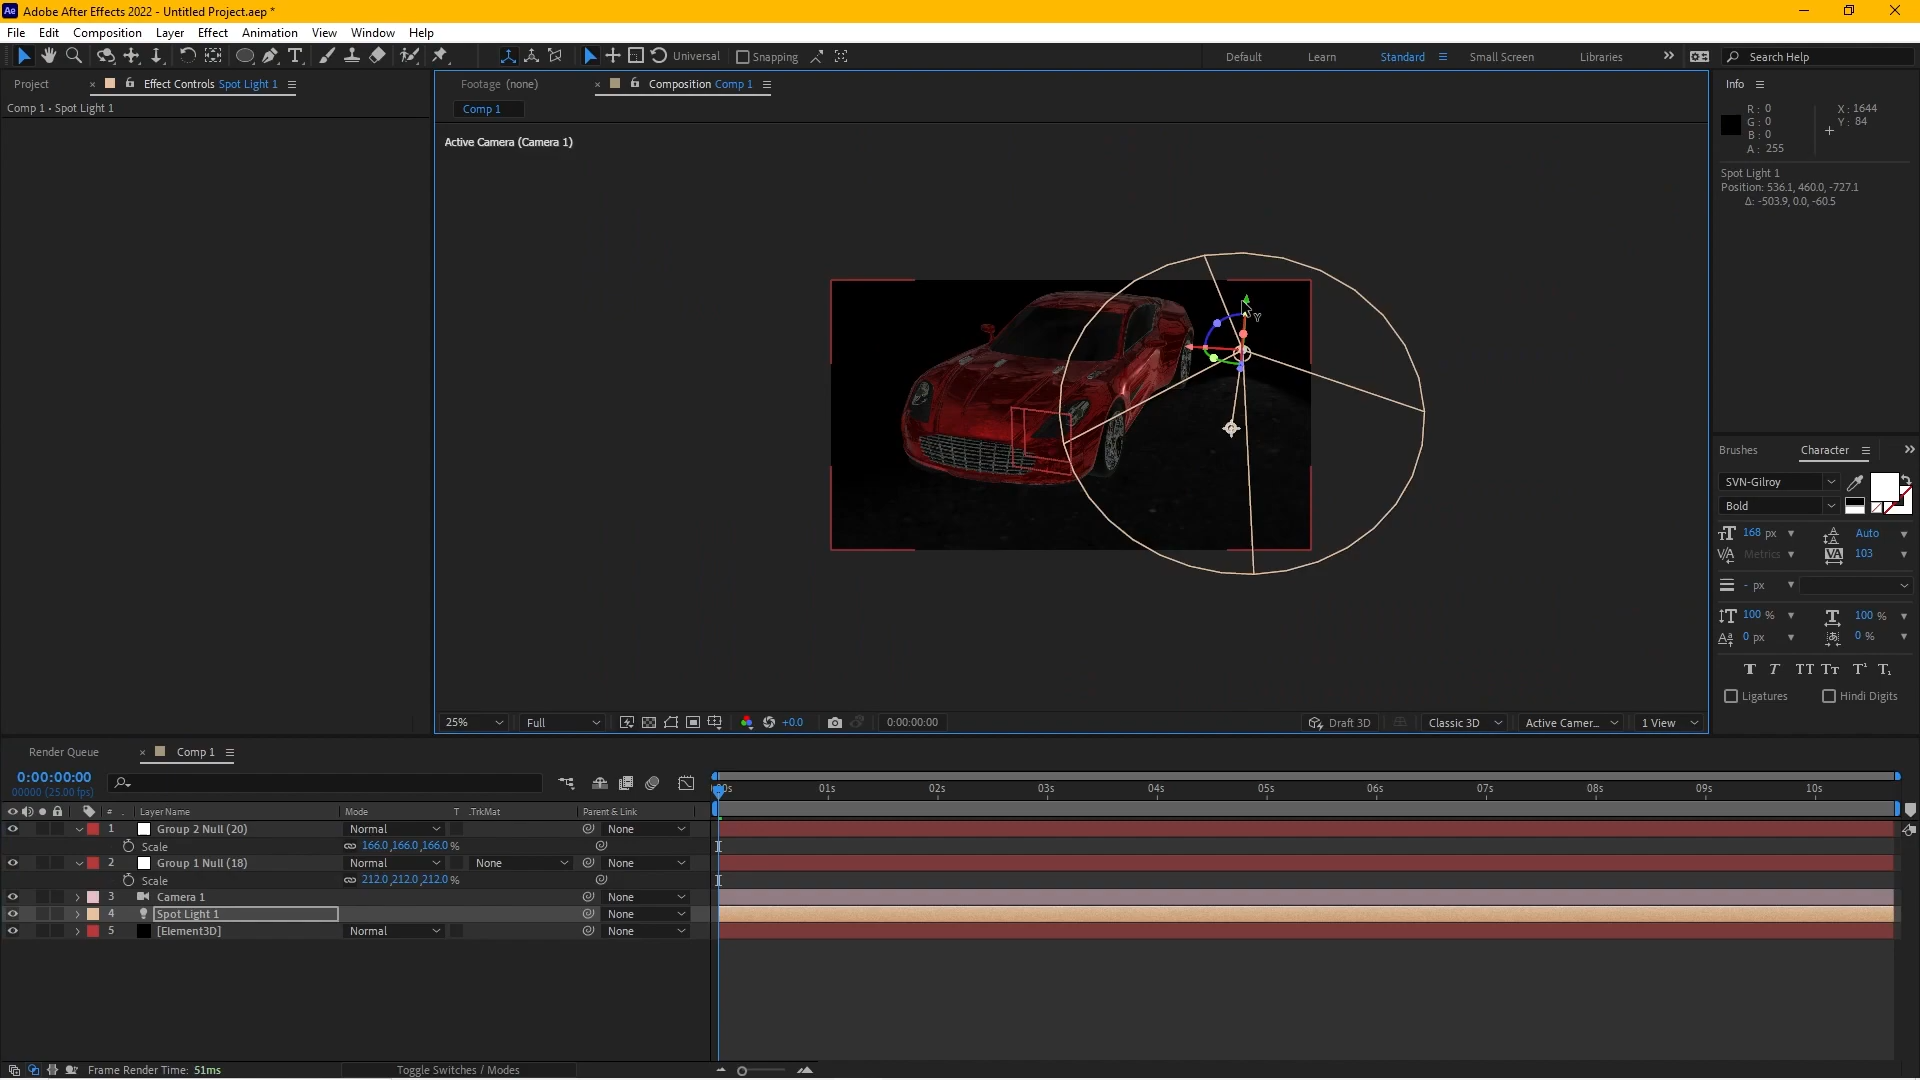 Adobe After Effects 2022 - Untitled Project.aep *
File Edit Composition Layer Effect Animation View Window Help
Universal Snapping Default Learn Standard Small Screen Libraries Search Help
Project Effect Controls Spot Light 1
Comp 1 • Spot Light 1
Footage (none) Composition Comp 1
Comp 1
Active Camera (Camera 1)
Y
25% Full +0.0 0:00:00:00 Draft 3D Classic 3D Active Camer... 1 View
Info
R: 0
G: 0
B: 0
A: 255
X: 1644
Y: 84
Spot Light 1
Position: 536.1, 460.0, -727.1
Δ: -503.9, 0.0, -60.5
Brushes Character
SVN-Gilroy
Bold
168 px Auto
Metrics 103
- px
100 % 100 %
0 px 0 %
Ligatures Hindi Digits
Render Queue Comp 1
0:00:00:00
00000 (25.00 fps)
:00s 01s 02s 03s 04s 05s 06s 07s 08s 09s 10s
# . Layer Name Mode T .TrkMat Parent & Link
1 Group 2 Null (20) Normal None
Scale 166.0,166.0,166.0 %
2 Group 1 Null (18) Normal None None
Scale 212.0,212.0,212.0 %
3 Camera 1 None
4 Spot Light 1 None
5 [Element3D] Normal None
Frame Render Time: 51ms Toggle Switches / Modes